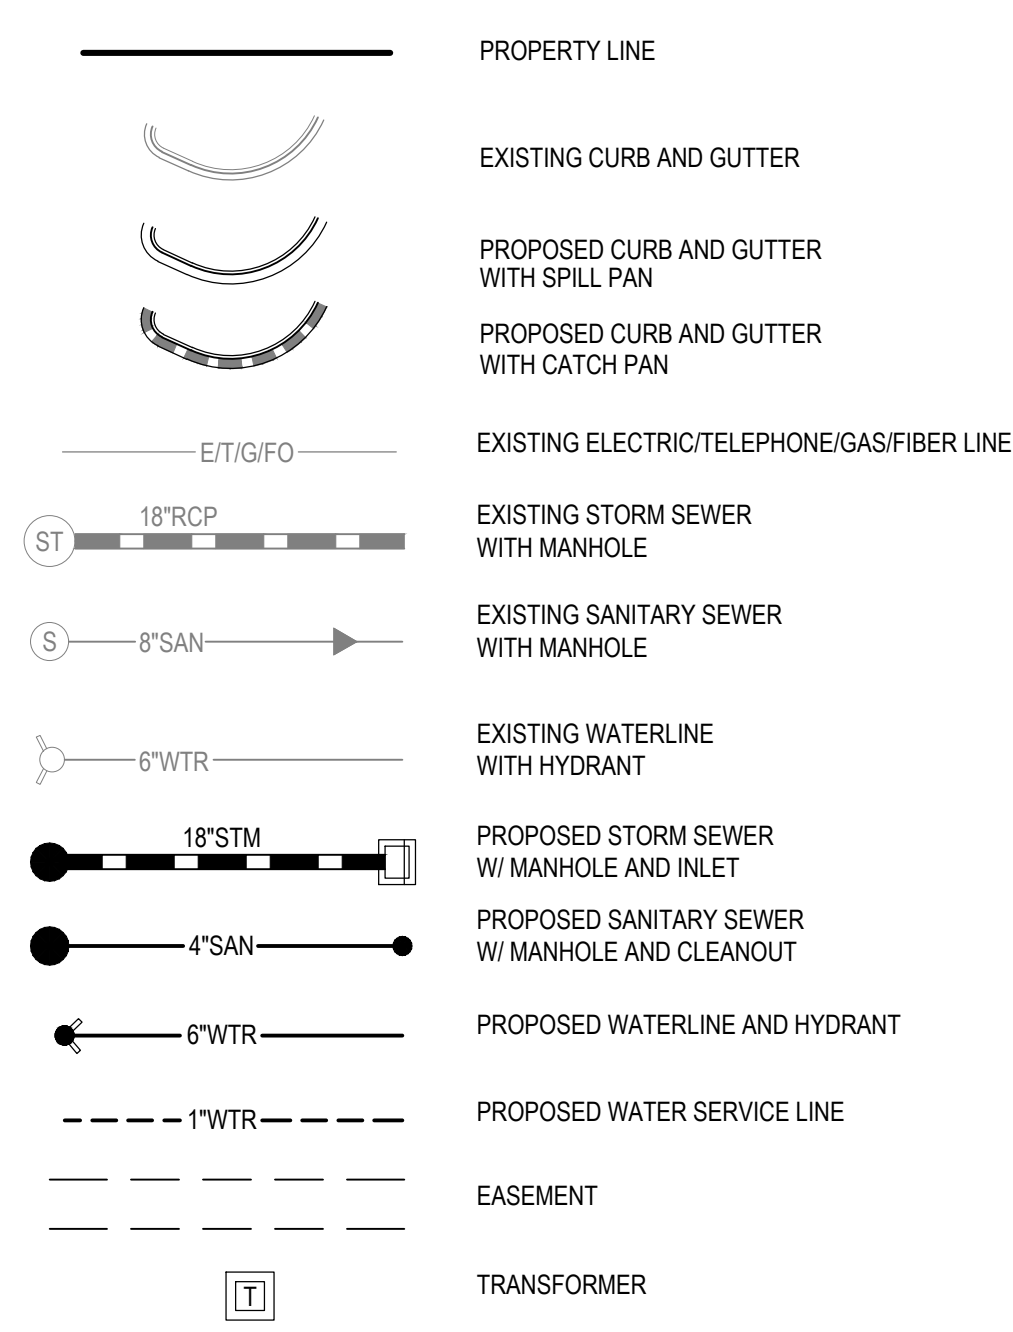 PROPERTY LINE
EXISTING CURB AND GUTTER
PROPOSED CURB AND GUTTER
WITH SPILL PAN
PROPOSED CURB AND GUTTER
WITH CATCH PAN
E/T/G/FO
EXISTING ELECTRIC/TELEPHONE/GAS/FIBER LINE
ST
18"RCP
EXISTING STORM SEWER
WITH MANHOLE
S
8"SAN
EXISTING SANITARY SEWER
WITH MANHOLE
6"WTR
EXISTING WATERLINE
WITH HYDRANT
18"STM
PROPOSED STORM SEWER
W/ MANHOLE AND INLET
4"SAN
PROPOSED SANITARY SEWER
W/ MANHOLE AND CLEANOUT
6"WTR
PROPOSED WATERLINE AND HYDRANT
1"WTR
PROPOSED WATER SERVICE LINE
EASEMENT
T
TRANSFORMER